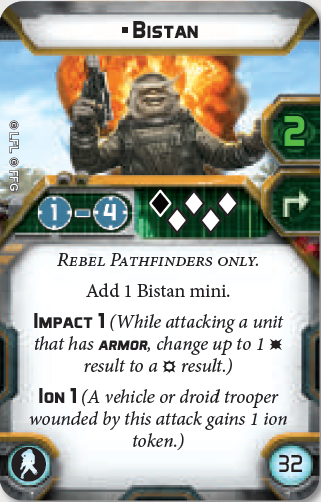 ▪ Bistan
© LFL © FFG
2
1 – 4
Rebel Pathfinders only.
Add 1 Bistan mini.
Impact 1 (While attacking a unit
that has armor, change up to 1
result to a result.)
Ion 1 (A vehicle or droid trooper
wounded by this attack gains 1 ion
token.)
32